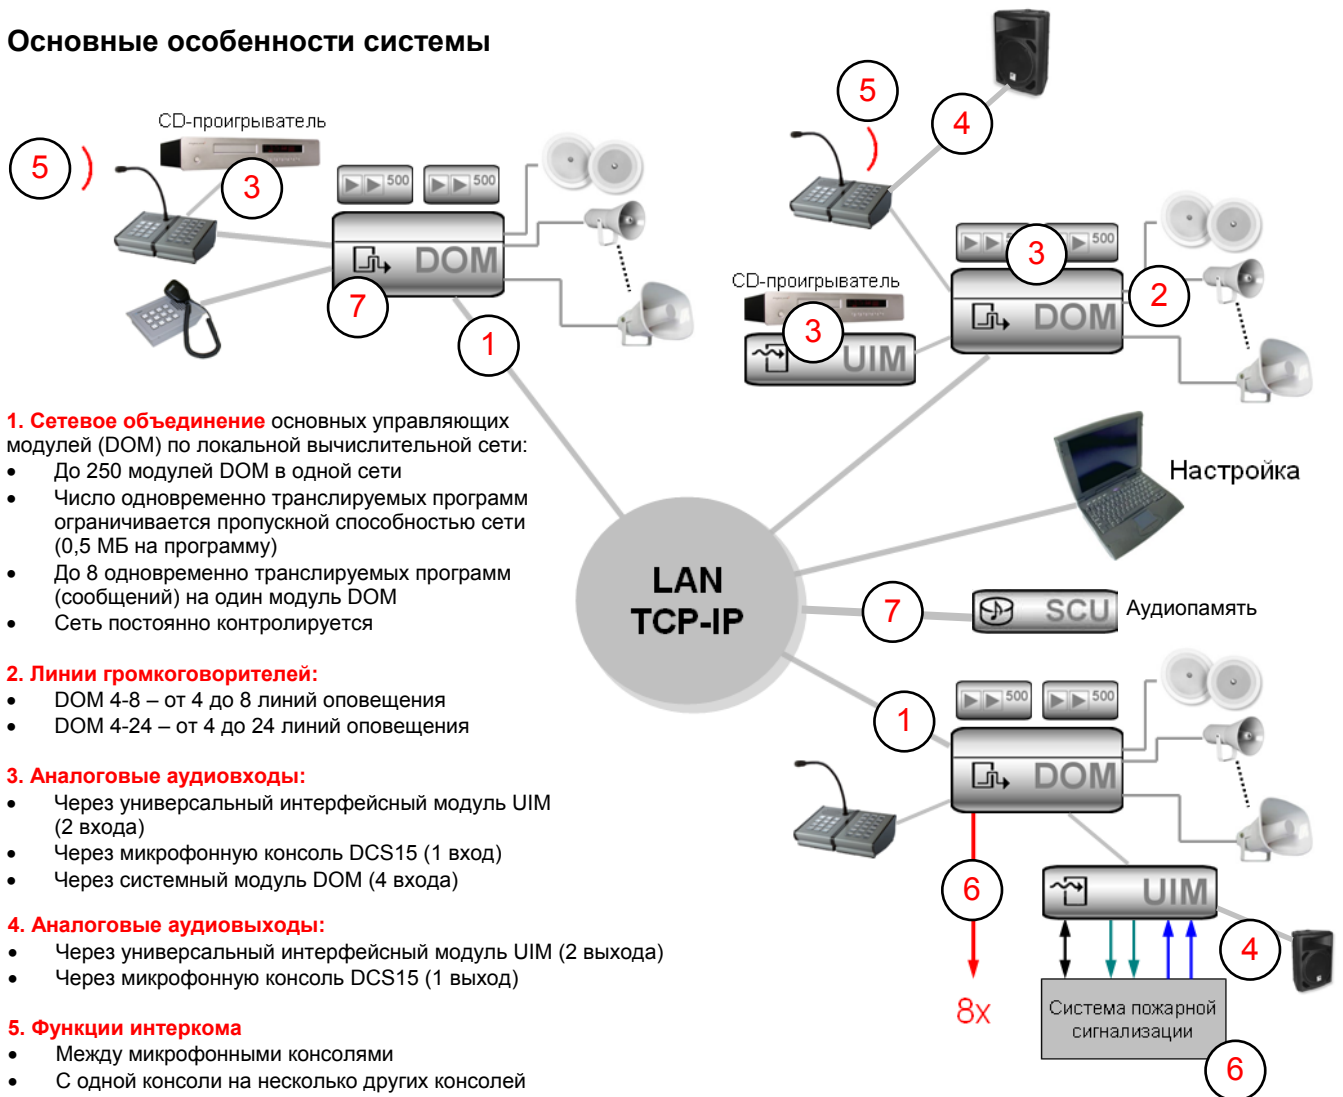 Основные особенности системы
CD-проигрыватель
5
3
500
500
DOM
7
1
5
4
500
500
3
DOM
2
CD-проигрыватель
3
UIM
1. Сетевое объединение основных управляющих
модулей (DOM) по локальной вычислительной сети:
• До 250 модулей DOM в одной сети
• Число одновременно транслируемых программ
ограничивается пропускной способностью сети
(0,5 МБ на программу)
• До 8 одновременно транслируемых программ
(сообщений) на один модуль DOM
• Сеть постоянно контролируется
2. Линии громкоговорителей:
• DOM 4-8 – от 4 до 8 линий оповещения
• DOM 4-24 – от 4 до 24 линий оповещения
3. Аналоговые аудиовходы:
• Через универсальный интерфейсный модуль UIM
(2 входа)
• Через микрофонную консоль DCS15 (1 вход)
• Через системный модуль DOM (4 входа)
4. Аналоговые аудиовыходы:
• Через универсальный интерфейсный модуль UIM (2 выхода)
• Через микрофонную консоль DCS15 (1 выход)
5. Функции интеркома
• Между микрофонными консолями
• С одной консоли на несколько других консолей
LAN
TCP-IP
Настройка
7
SCU
Аудиопамять
1
500
500
DOM
6
8x
UIM
4
Система пожарной
сигнализации
6